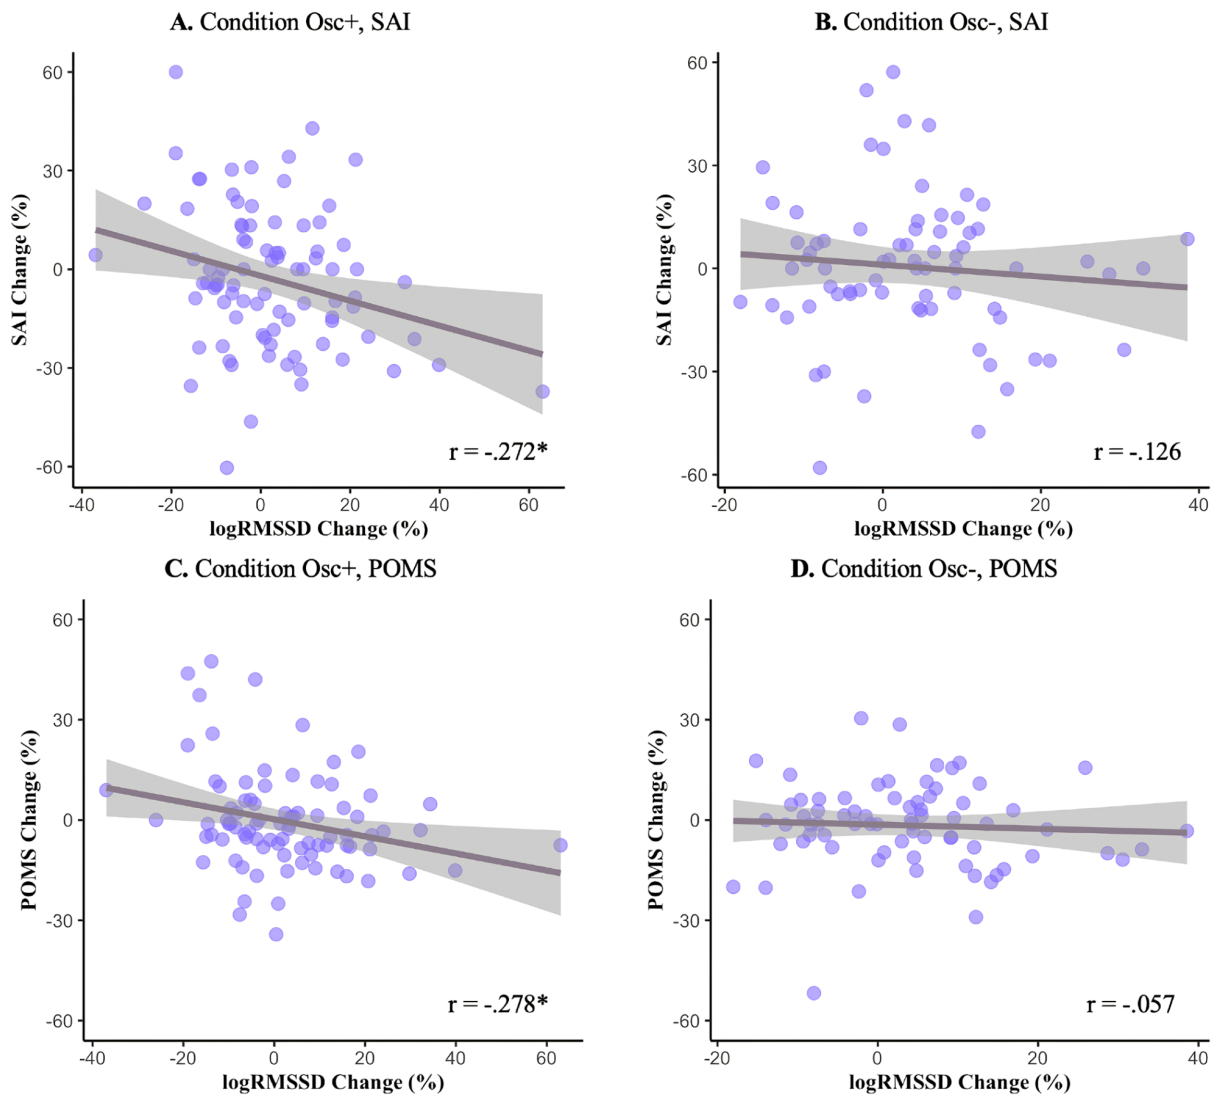 A. Condition Osc+, SAI
60
30
0
-30
-60
SAI Change (%)
r = -.272*
-40 -20 0 20 40 60
logRMSSD Change (%)
B. Condition Osc-, SAI
60
30
0
-30
-60
SAI Change (%)
r = -.126
-20 0 20 40
logRMSSD Change (%)
C. Condition Osc+, POMS
60
30
0
-30
-60
POMS Change (%)
r = -.278*
-40 -20 0 20 40 60
logRMSSD Change (%)
D. Condition Osc-, POMS
60
30
0
-30
-60
POMS Change (%)
r = -.057
-20 0 20 40
logRMSSD Change (%)